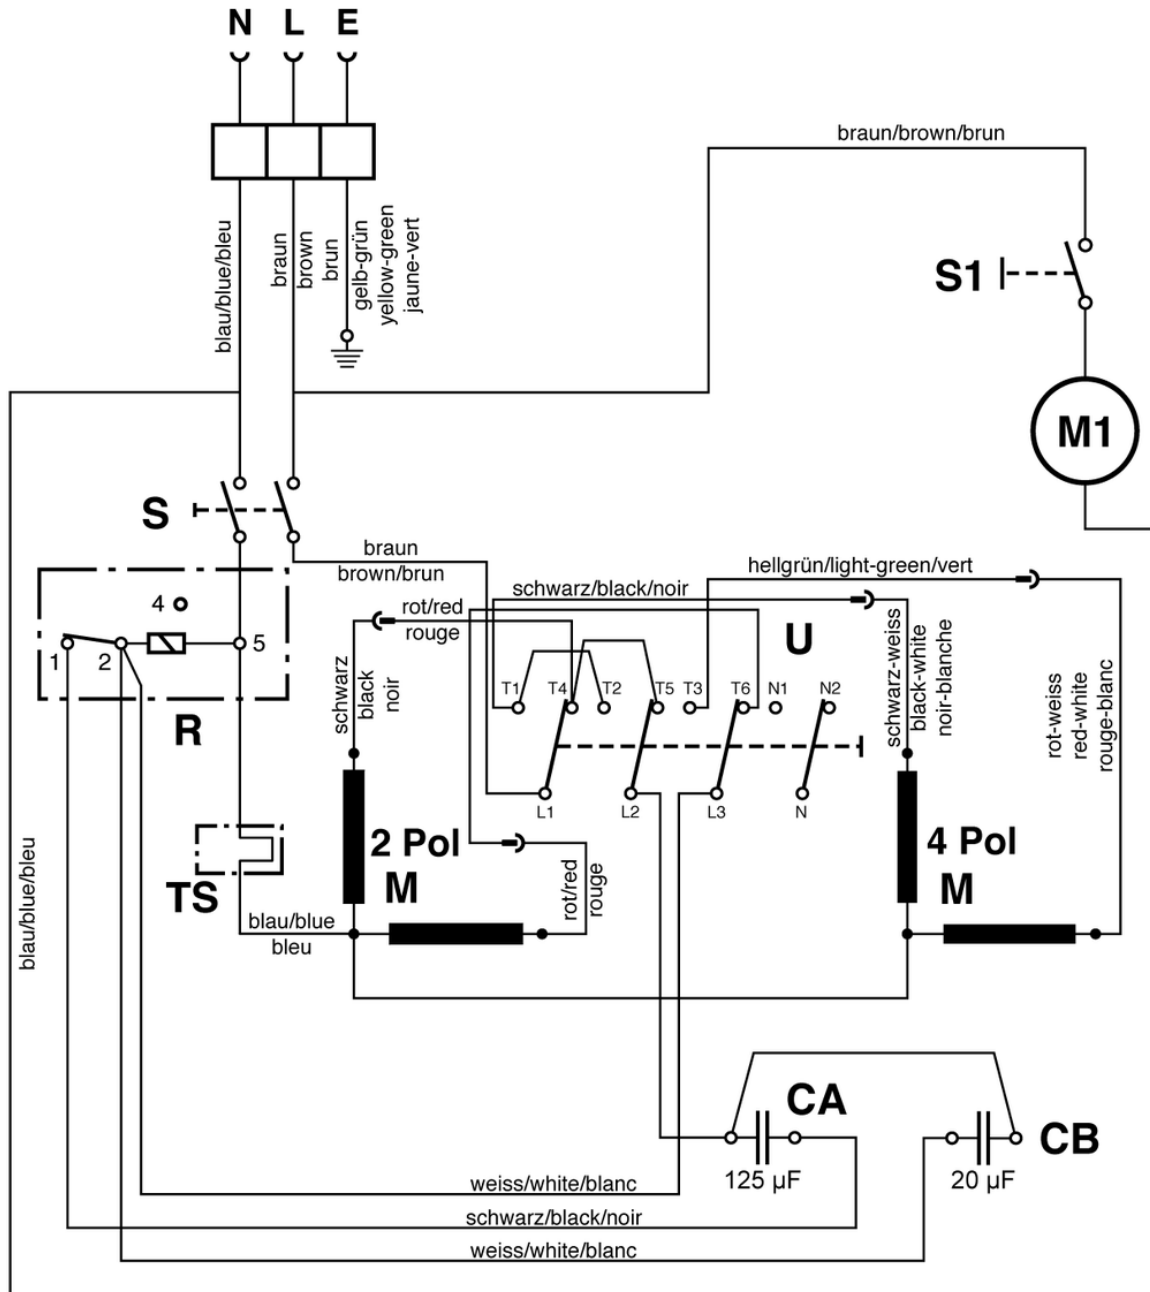 N L E
braun/brown/brun
blau/blue/bleu
braun
brown
brun
gelb-grün
yellow-green
jaune-vert
S1
M1
S
braun
brown/brun
hellgrün/light-green/vert
schwarz/black/noir
rot/red
rouge
U
4
1
2
5
R
schwarz
black
noir
T1 T4 T2 T5 T3 T6 N1 N2
schwarz-weiss
black-white
noir-blanche
rot-weiss
red-white
rouge-blanc
L1 L2 L3 N
2 Pol
M
4 Pol
M
TS
rot/red
rouge
blau/blue
bleu
blau/blue/bleu
CA
CB
125 µF
20 µF
weiss/white/blanc
schwarz/black/noir
weiss/white/blanc